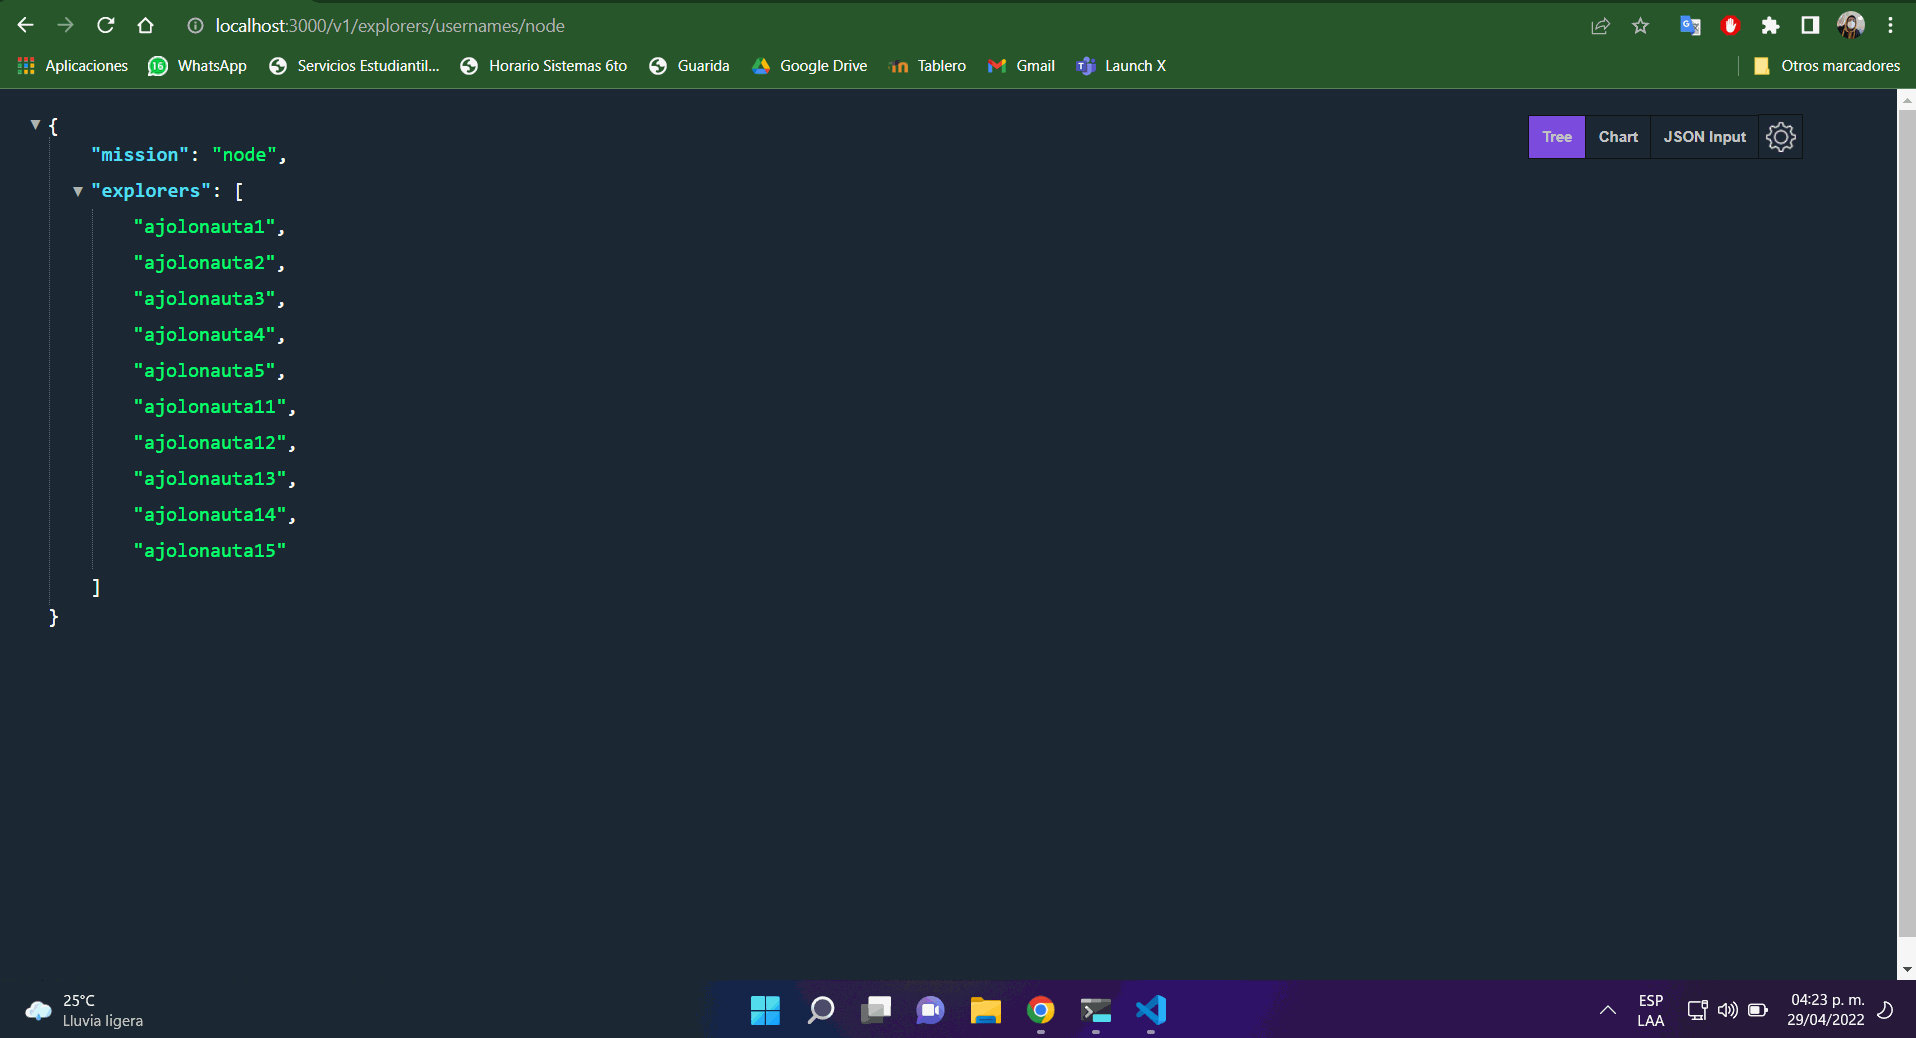 localhost:3000/v1/explorers/usernames/node
Aplicaciones
16
WhatsApp
Servicios Estudiantil...
Horario Sistemas 6to
Guarida
Google Drive
Tablero
Gmail
Launch X
Otros marcadores
Tree
Chart
JSON Input
{
"mission": "node",
"explorers": [
"ajolonauta1",
"ajolonauta2",
"ajolonauta3",
"ajolonauta4",
"ajolonauta5",
"ajolonauta11",
"ajolonauta12",
"ajolonauta13",
"ajolonauta14",
"ajolonauta15"
]
}
25°C
Lluvia ligera
ESP
LAA
04:23 p. m.
29/04/2022